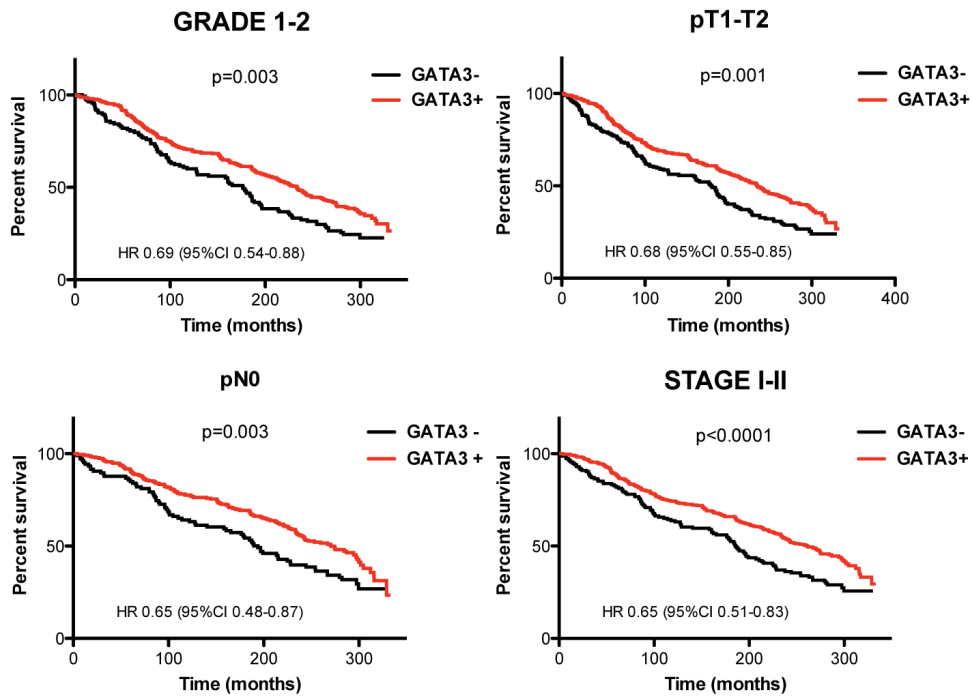 GRADE 1-2
p=0.003
GATA3-
GATA3+
Percent survival
100
50
0
HR 0.69 (95%CI 0.54-0.88)
0 100 200 300
Time (months)
pT1-T2
p=0.001
GATA3-
GATA3+
Percent survival
100
50
0
HR 0.68 (95%CI 0.55-0.85)
0 100 200 300 400
Time (months)
pN0
p=0.003
GATA3 -
GATA3 +
Percent survival
100
50
0
HR 0.65 (95%CI 0.48-0.87)
0 100 200 300
Time (months)
STAGE I-II
p<0.0001
GATA3-
GATA3+
Percent survival
100
50
0
HR 0.65 (95%CI 0.51-0.83)
0 100 200 300
Time (months)